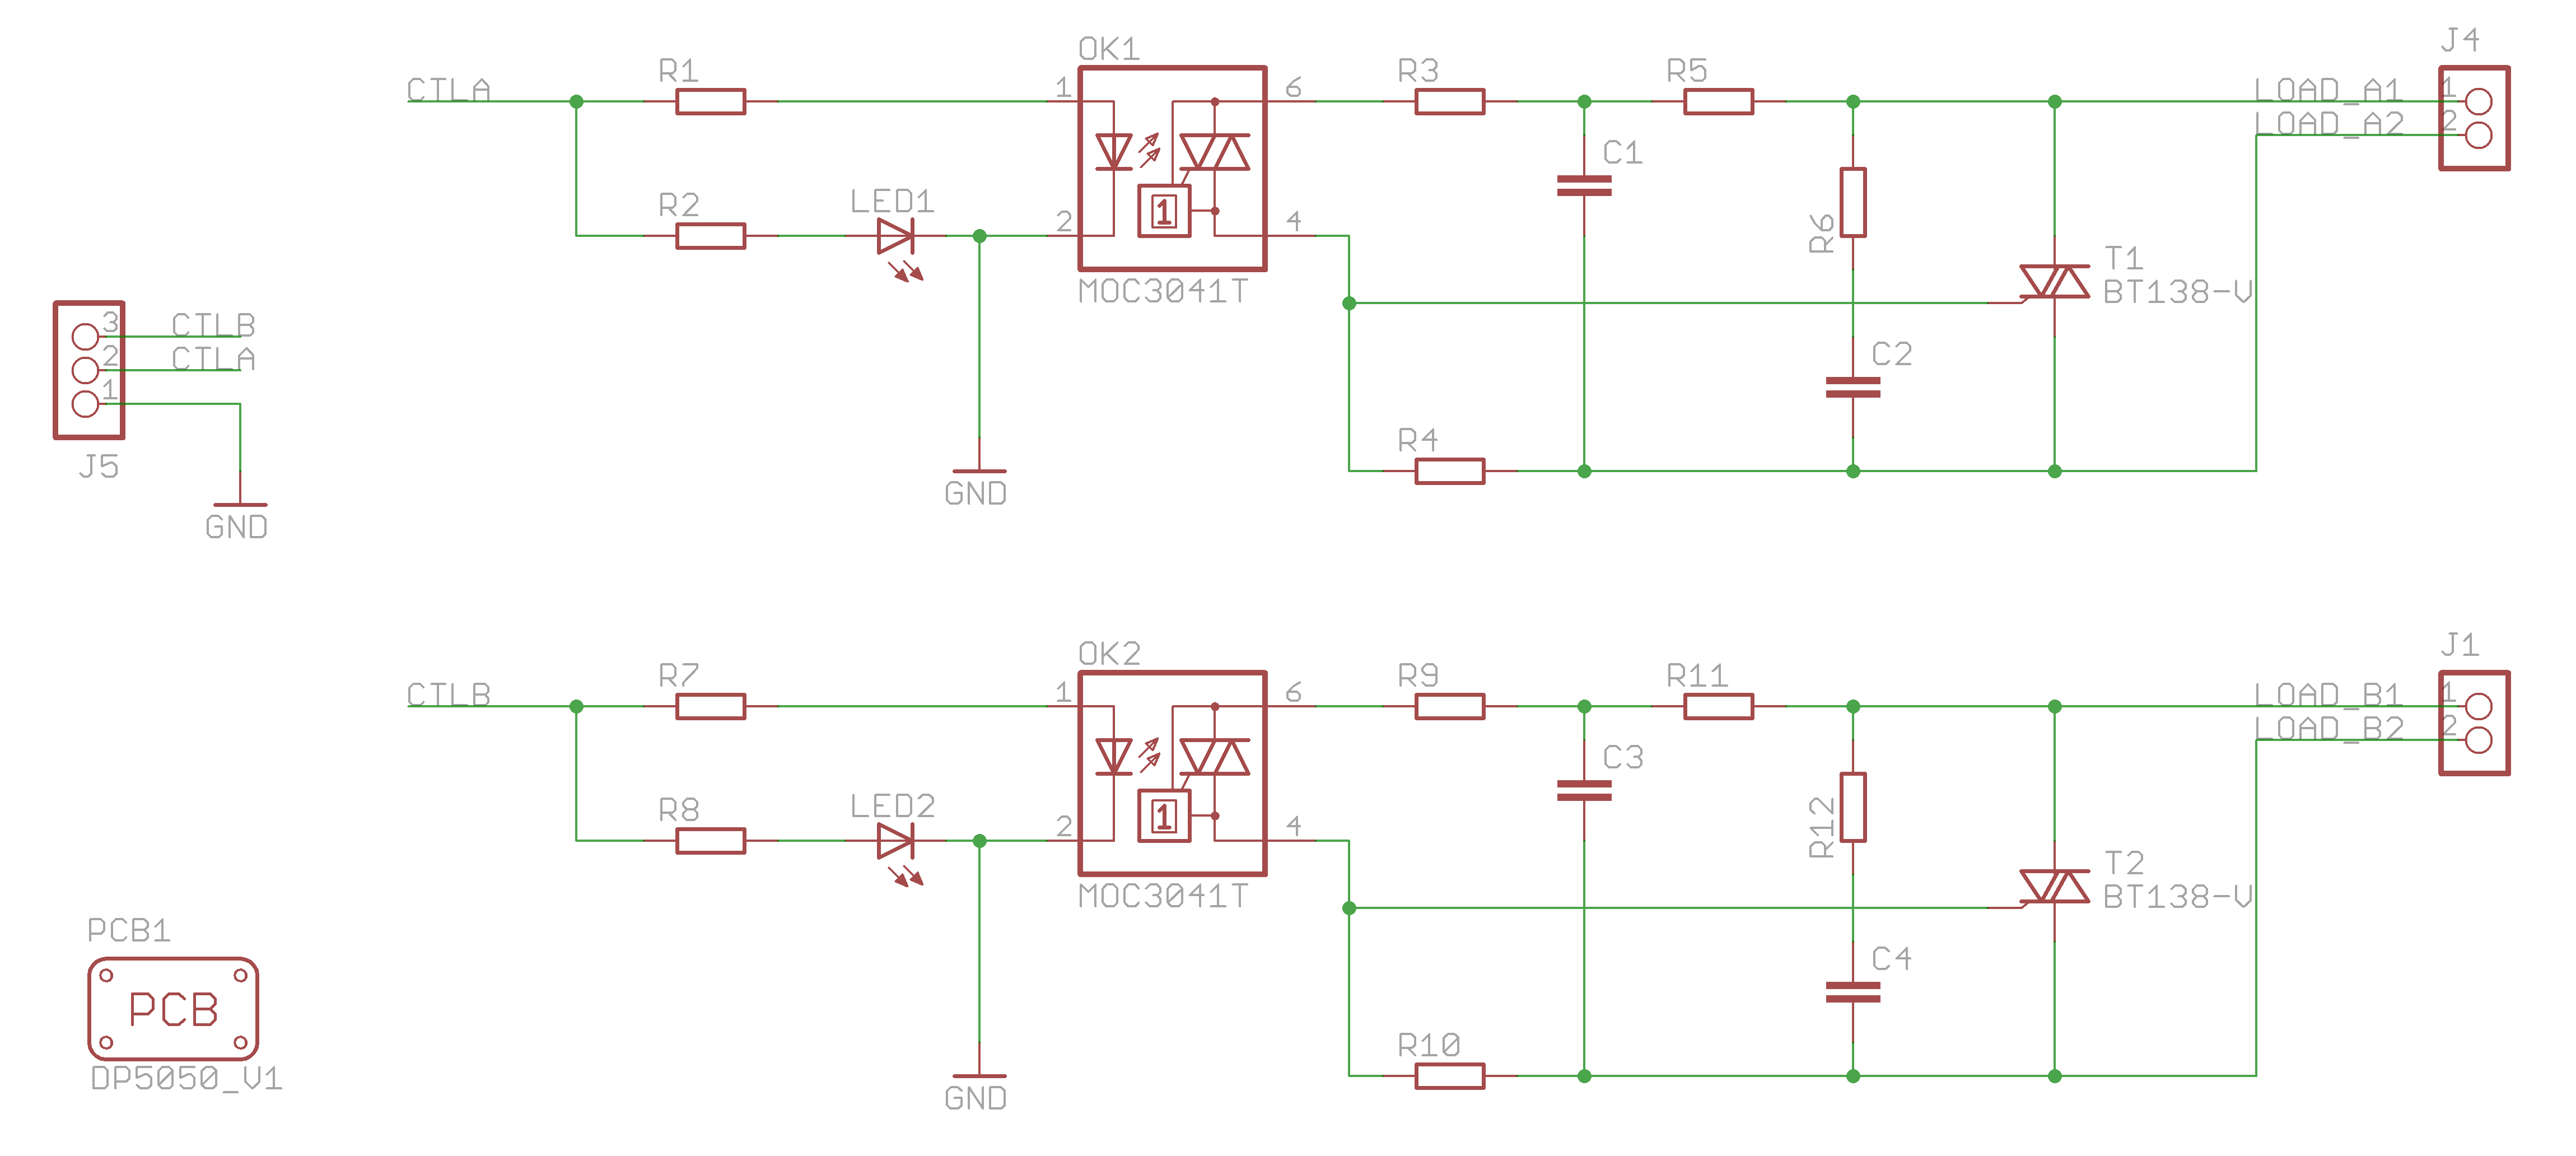 OK1
J4
CTLA
R1
1
6
R3
R5
LOAD_A1
1
LOAD_A2
2
C1
R2
LED1
2
1
4
R6
MOC3041T
T1
BT138-V
J5
3
CTLB
2
CTLA
1
GND
C2
R4
GND
OK2
J1
CTLB
R7
1
6
R9
R11
LOAD_B1
1
LOAD_B2
2
C3
R8
LED2
2
1
4
R12
MOC3041T
T2
BT138-V
C4
R10
GND
PCB1
PCB
DP5050_V1